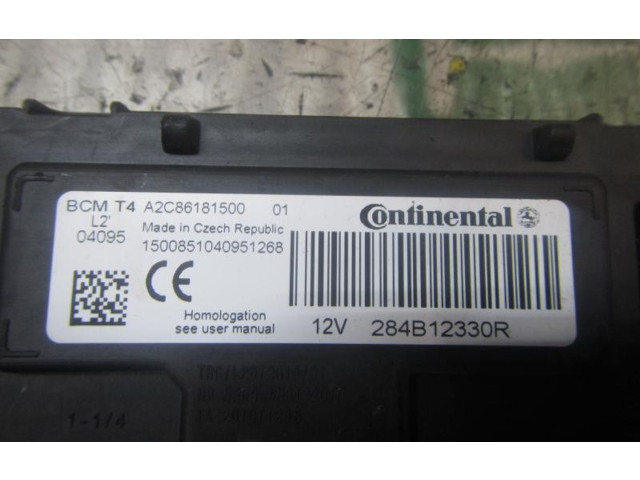 BCM T4 A2C86181500 01
L2'
04095
Made in Czech Republic
1500851040951268
CE
Homologation
see user manual
Continental
12V 284B12330R
1-1/4